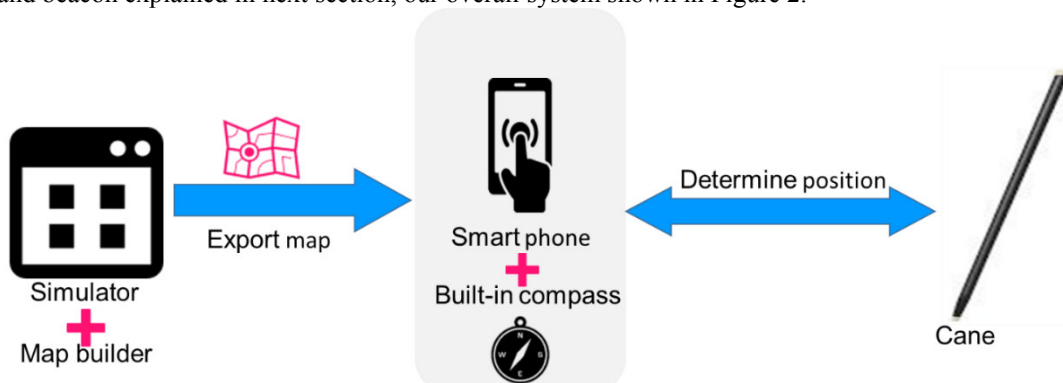 and beacon explained in next section, our overall system shown in Figure 2.
Export map
Simulator
Map builder
Smart phone
Built-in compass
N
W
E
Determine position
Cane